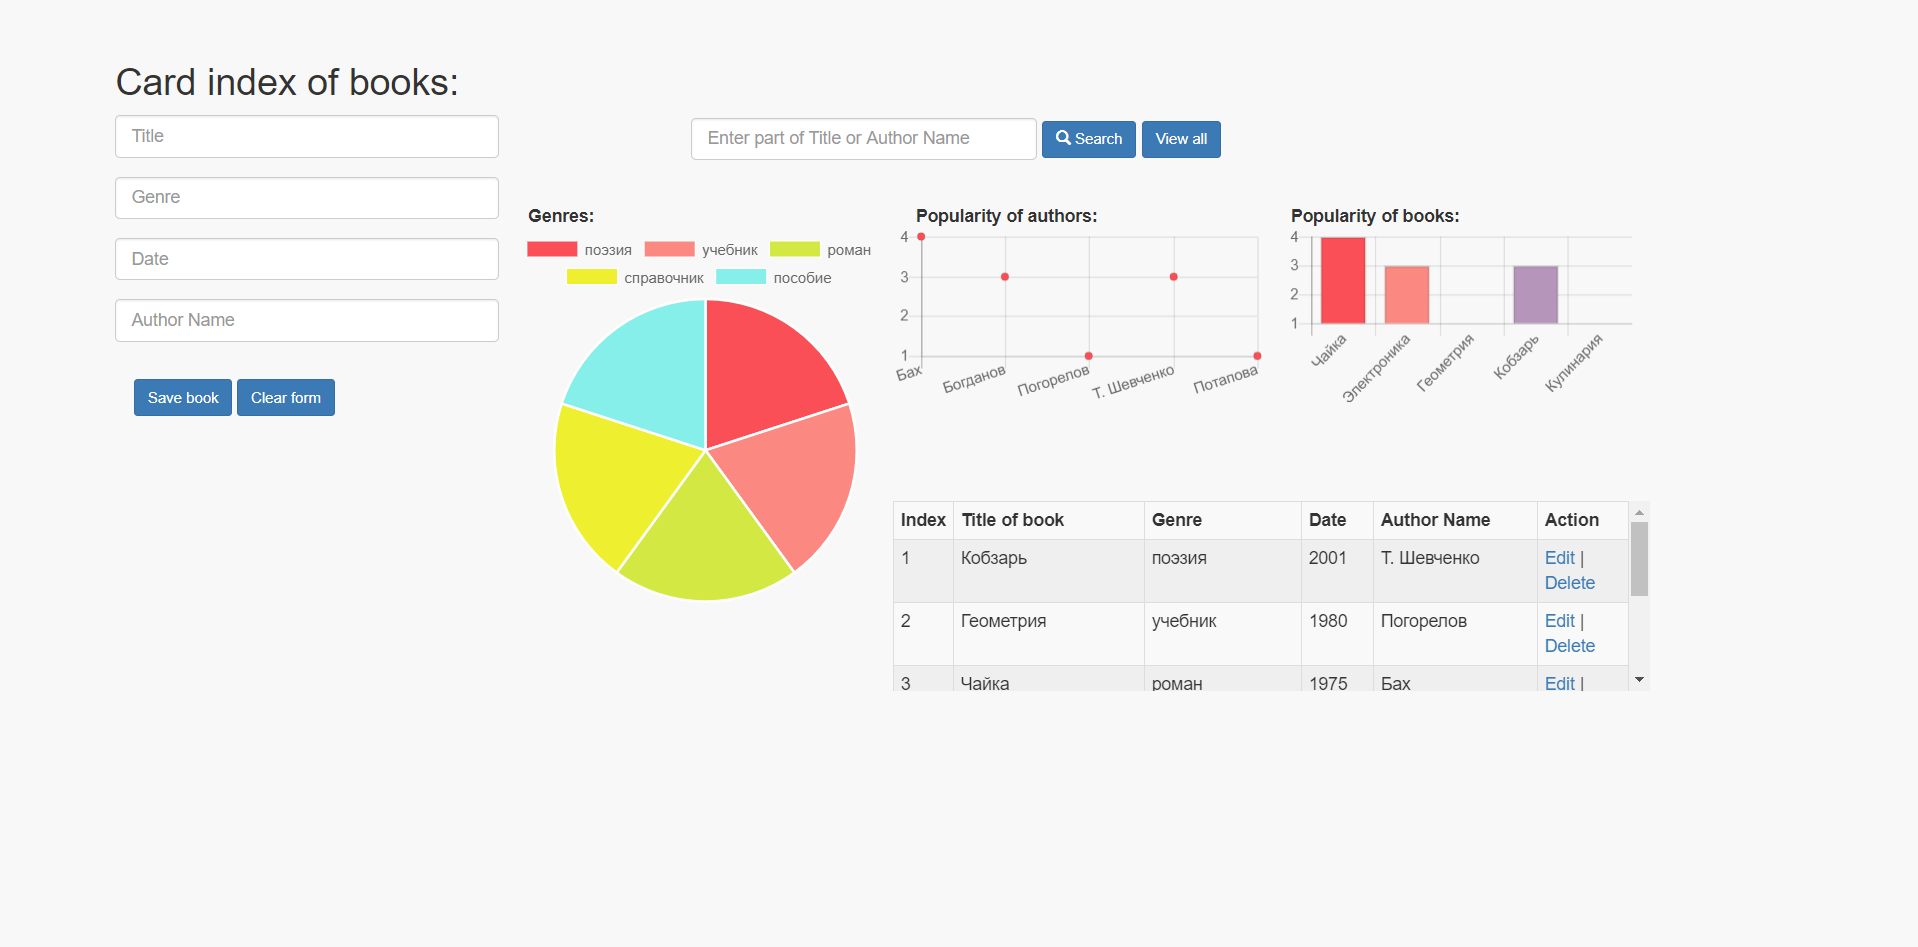 Card index of books:
Title
Genre
Date
Author Name
Save book Clear form
Enter part of Title or Author Name Search View all
Genres:
поэзия учебник роман
справочник пособие
Popularity of authors:
4
3
2
1
Бах Богданов Погорелов Т. Шевченко Потапова
Popularity of books:
4
3
2
1
Чайка Электроника Геометрия Кобзарь Кулинария
Index Title of book Genre Date Author Name Action
1 Кобзарь поэзия 2001 Т. Шевченко Edit |
Delete
2 Геометрия учебник 1980 Погорелов Edit |
Delete
3 Чайка роман 1975 Бах Edit |